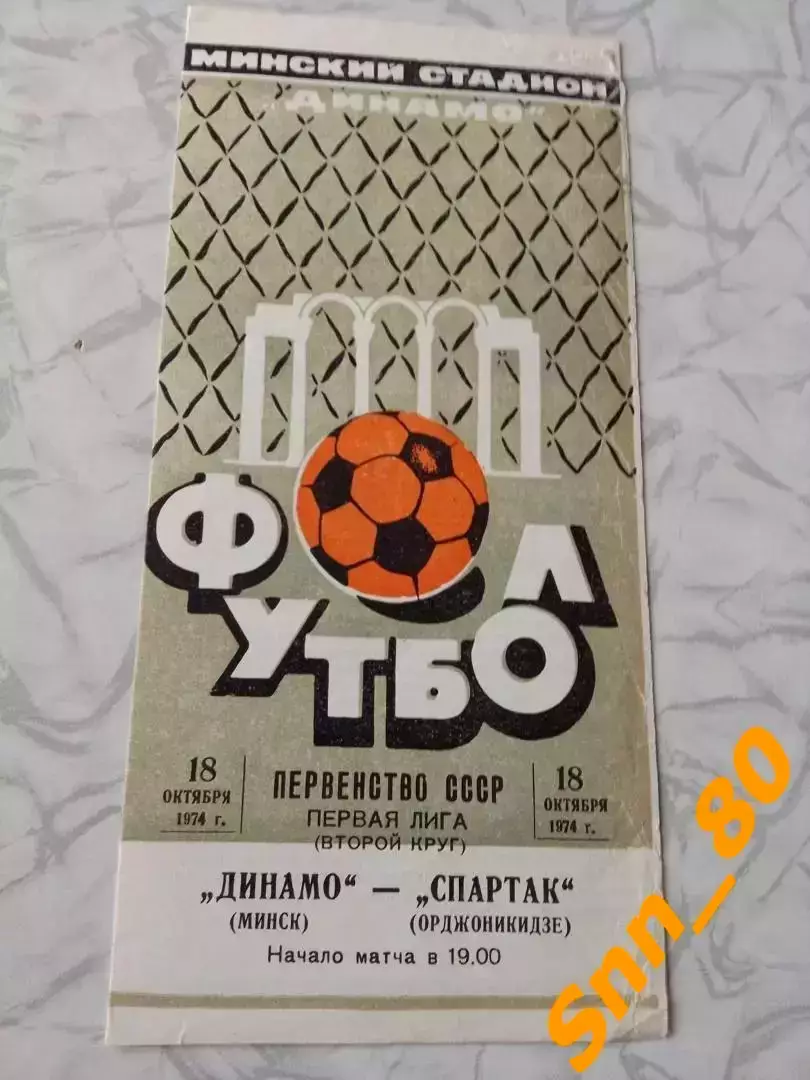 МИНСКИЙ СТАДИОН
„ДИНАМО"
ФУТБОЛ
18
ОКТЯБРЯ
1974 г.
ПЕРВЕНСТВО СССР
ПЕРВАЯ ЛИГА
(ВТОРОЙ КРУГ)
18
ОКТЯБРЯ
1974 г.
„ДИНАМО" — „СПАРТАК"
(МИНСК) (ОРДЖОНИКИДЗЕ)
Начало матча в 19.00
Snn_80